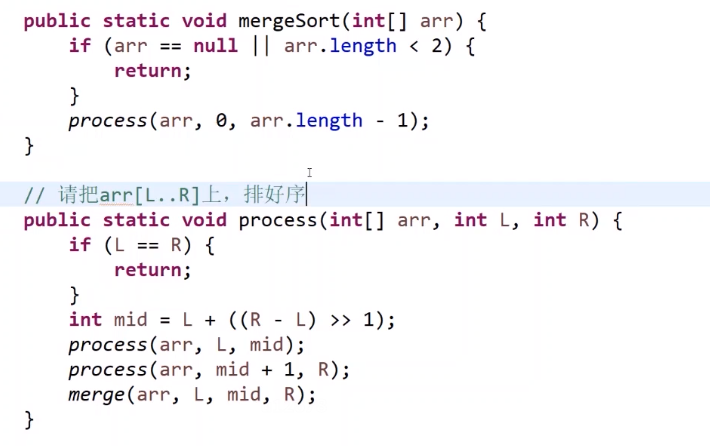 public static void mergeSort(int[] arr) {
if (arr == null || arr.length < 2) {
return;
}
process(arr, 0, arr.length - 1);
}
// 请把arr[L..R]上，排好序
public static void process(int[] arr, int L, int R) {
if (L == R) {
return;
}
int mid = L + ((R - L) >> 1);
process(arr, L, mid);
process(arr, mid + 1, R);
merge(arr, L, mid, R);
}